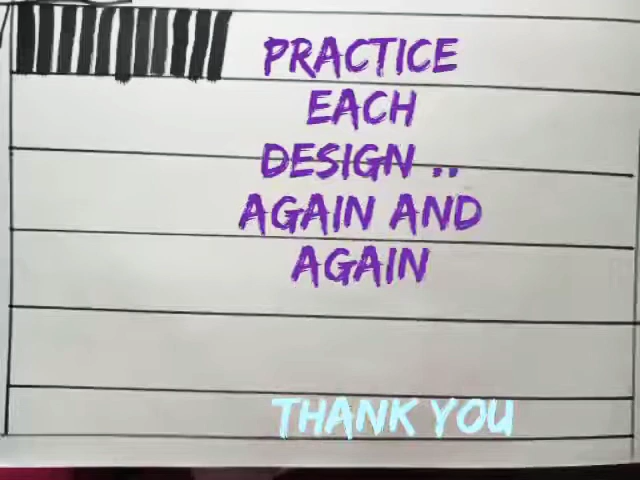 PRACTICE
EACH
DESIGN ..
AGAIN AND
AGAIN
THANK YOU